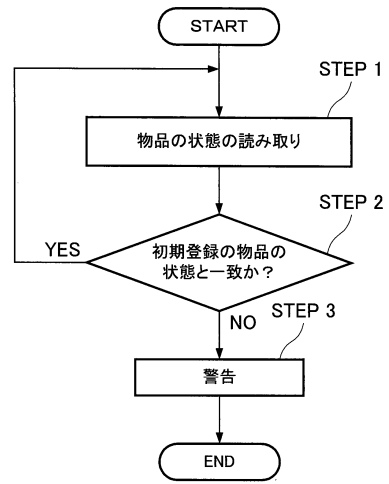 START
STEP 1
物品の状態の読み取り
STEP 2
初期登録の物品の
状態と一致か？
YES
NO
STEP 3
警告
END